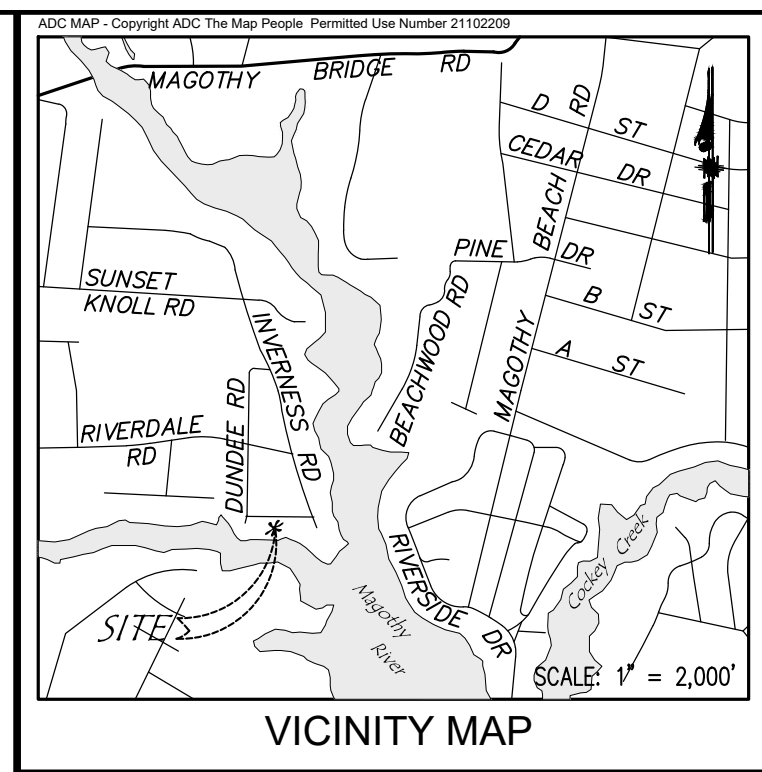 ADC MAP - Copyright ADC The Map People Permitted Use Number 21102209
MAGOTHY BRIDGE RD
D ST
CEDAR DR
MAGOTHY BEACH RD
PINE DR
SUNSET
KNOLL RD
B ST
INVERNESS RD
BEACHWOOD RD
A ST
DUNDEE RD
RIVERDALE
RD
RIVERSIDE DR
Cockey Creek
Magothy
River
SITE
SCALE: 1" = 2,000'
VICINITY MAP